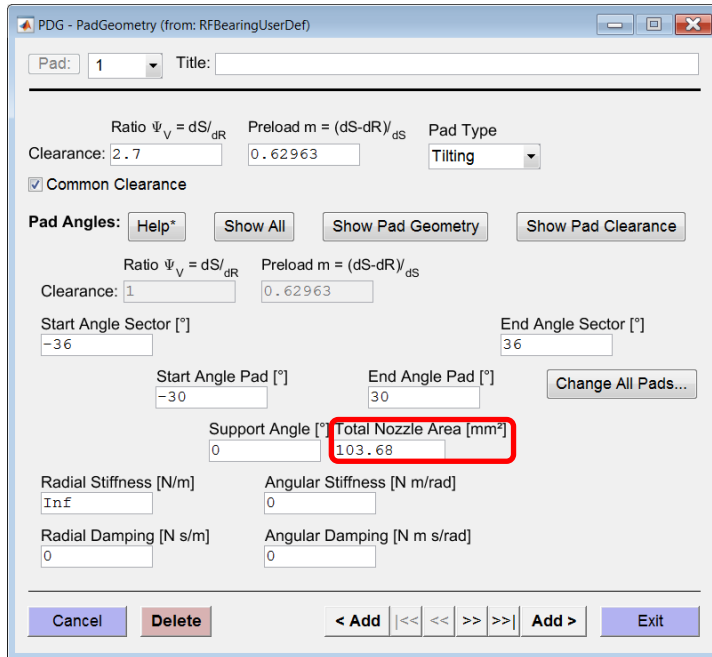 PDG - PadGeometry (from: RFBearingUserDef)
Pad: 1 Title:
Ratio Ψ_V = dS/dR Preload m = (dS-dR)/dS Pad Type
Clearance: 2.7 0.62963 Tilting
Common Clearance
Pad Angles: Help* Show All Show Pad Geometry Show Pad Clearance
Ratio Ψ_V = dS/dR Preload m = (dS-dR)/dS
Clearance: 1 0.62963
Start Angle Sector [°] End Angle Sector [°]
-36 36
Start Angle Pad [°] End Angle Pad [°] Change All Pads...
-30 30
Support Angle [°] Total Nozzle Area [mm²]
0 103.68
Radial Stiffness [N/m] Angular Stiffness [N m/rad]
Inf 0
Radial Damping [N s/m] Angular Damping [N m s/rad]
0 0
Cancel Delete < Add |<< << >> >>| Add > Exit